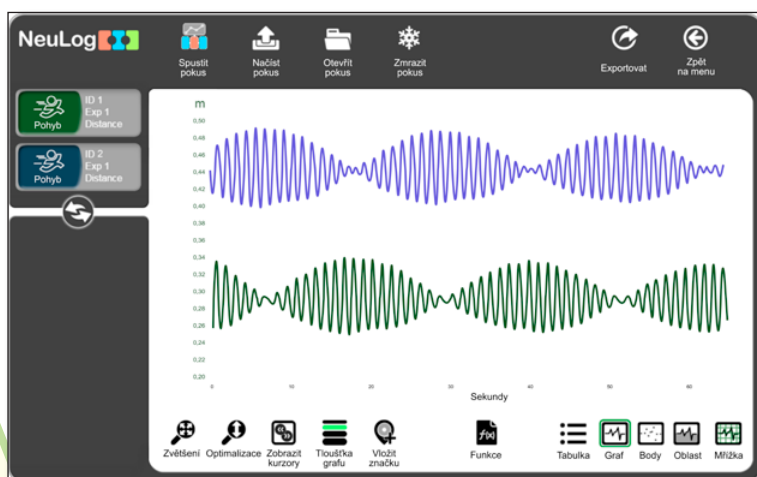 NeuLog
Spustit
pokus
Načíst
pokus
Otevřít
pokus
Zmrazit
pokus
Exportovat
Zpět
na menu
Pohyb
ID 1
Exp 1
Distance
Pohyb
ID 2
Exp 1
Distance
m
0,50
0,48
0,46
0,44
0,42
0,40
0,38
0,36
0,34
0,32
0,30
0,28
0,26
0,24
0,22
0,20
0
10
20
30
40
50
60
Sekundy
Zvětšení
Optimalizace
Zobrazit
kurzory
Tloušťka
grafu
Vložit
značku
f(x)
Funkce
Tabulka
Graf
Body
Oblast
Mřížka